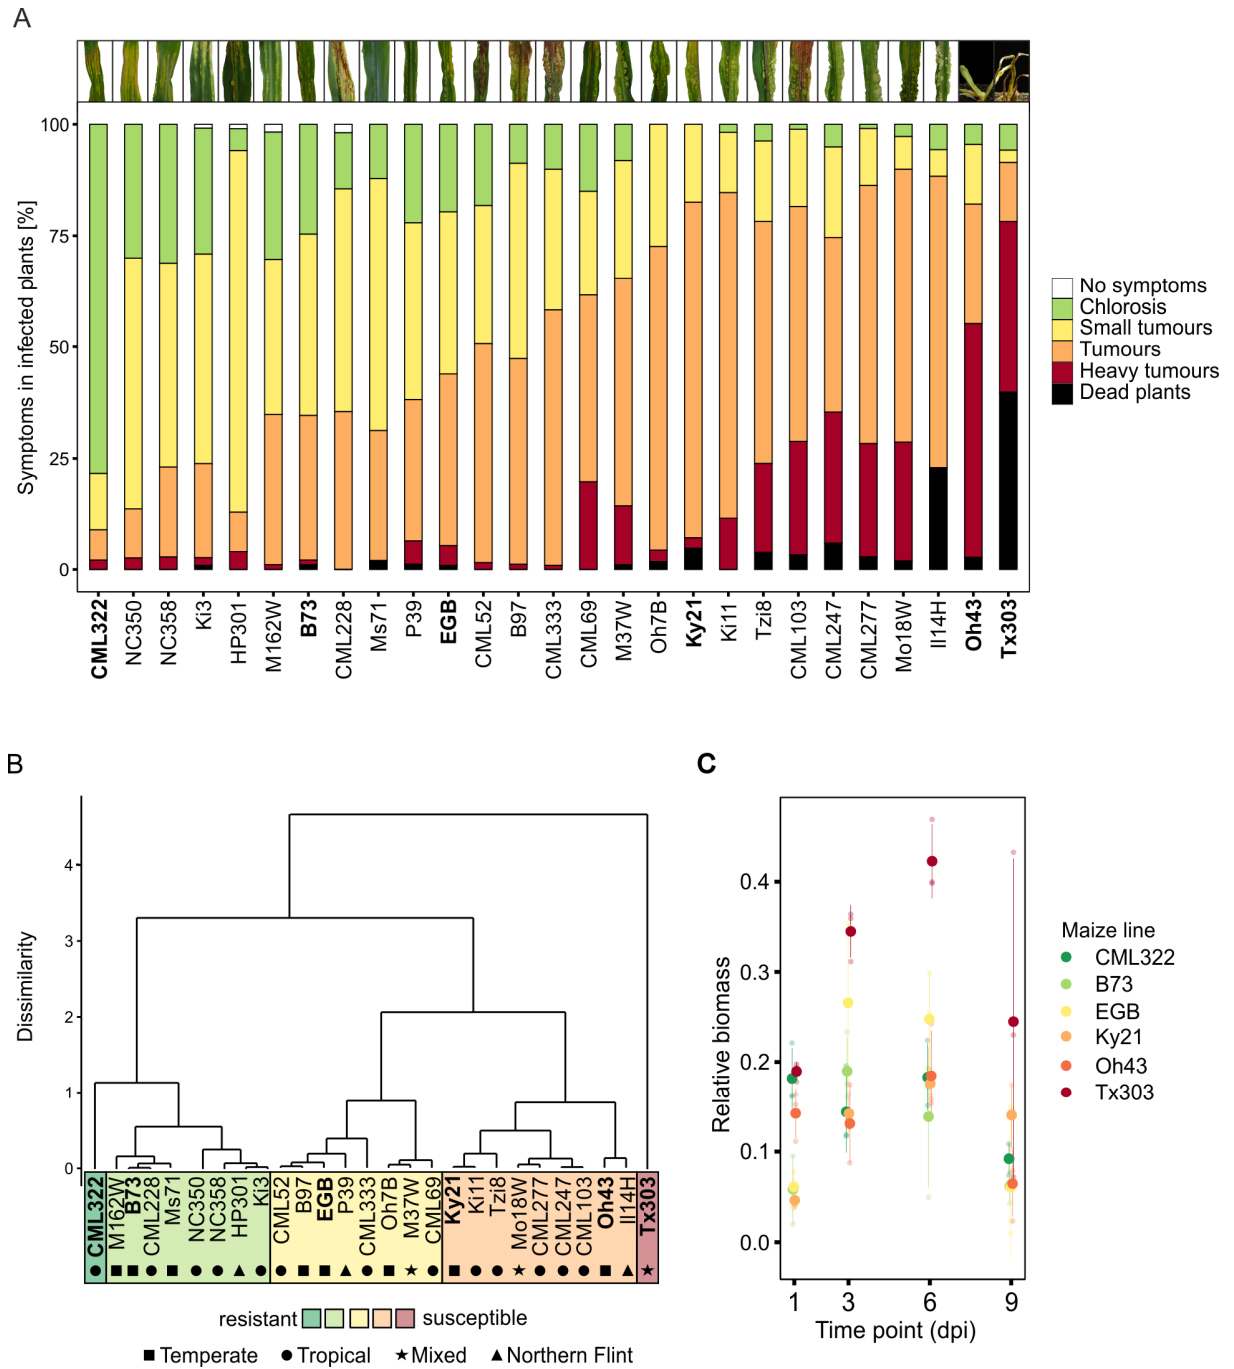 A
Symptoms in infected plants [%]
100
75
50
25
0
CML322 NC350 NC358 Ki3 HP301 M162W B73 CML228 Ms71 P39 EGB CML52 B97 CML333 CML69 M37W Oh7B Ky21 Ki11 Tzi8 CML103 CML247 CML277 Mo18W Il14H Oh43 Tx303
No symptoms
Chlorosis
Small tumours
Tumours
Heavy tumours
Dead plants
B
Dissimilarity
4
3
2
1
0
CML322 M162W B73 CML228 Ms71 NC350 NC358 HP301 Ki3 CML52 B97 EGB P39 CML333 Oh7B M37W CML69 Ky21 Ki11 Tzi8 Mo18W CML277 CML247 CML103 Oh43 Il14H Tx303
resistant susceptible
Temperate Tropical Mixed Northern Flint
C
Relative biomass
0.4
0.3
0.2
0.1
0.0
1 3 6 9
Time point (dpi)
Maize line
CML322
B73
EGB
Ky21
Oh43
Tx303